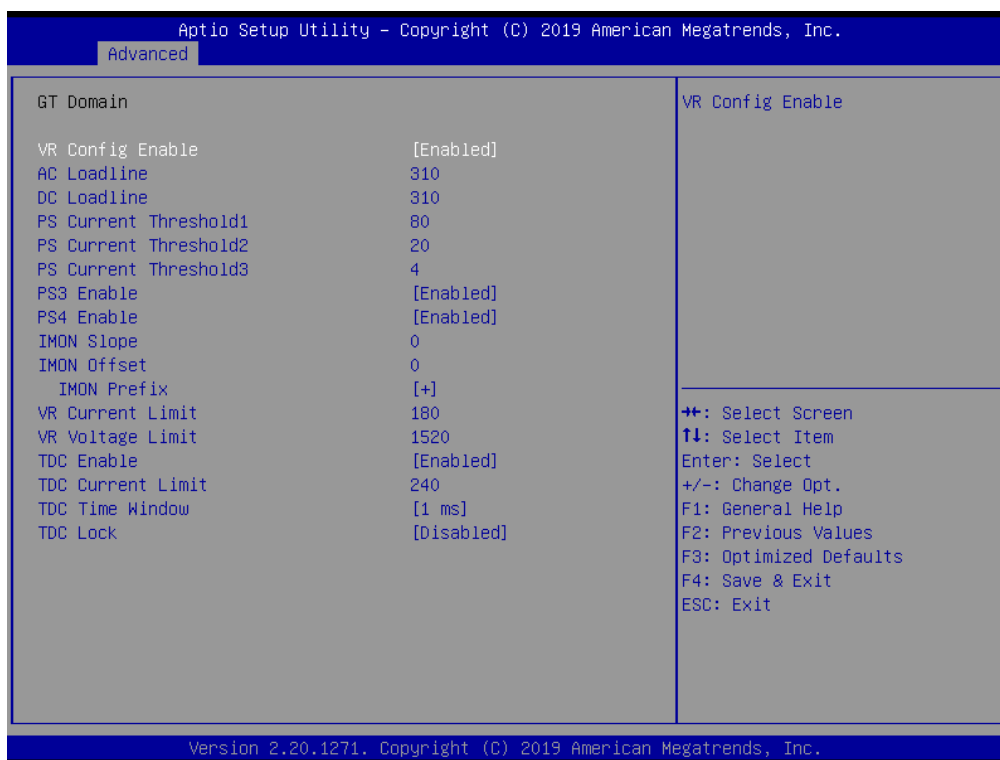 Aptio Setup Utility – Copyright (C) 2019 American Megatrends, Inc.
Advanced
GT Domain
VR Config Enable [Enabled]
AC Loadline 310
DC Loadline 310
PS Current Threshold1 80
PS Current Threshold2 20
PS Current Threshold3 4
PS3 Enable [Enabled]
PS4 Enable [Enabled]
IMON Slope 0
IMON Offset 0
IMON Prefix [+]
VR Current Limit 180
VR Voltage Limit 1520
TDC Enable [Enabled]
TDC Current Limit 240
TDC Time Window [1 ms]
TDC Lock [Disabled]
VR Config Enable
→←: Select Screen
↑↓: Select Item
Enter: Select
+/-: Change Opt.
F1: General Help
F2: Previous Values
F3: Optimized Defaults
F4: Save & Exit
ESC: Exit
Version 2.20.1271. Copyright (C) 2019 American Megatrends, Inc.